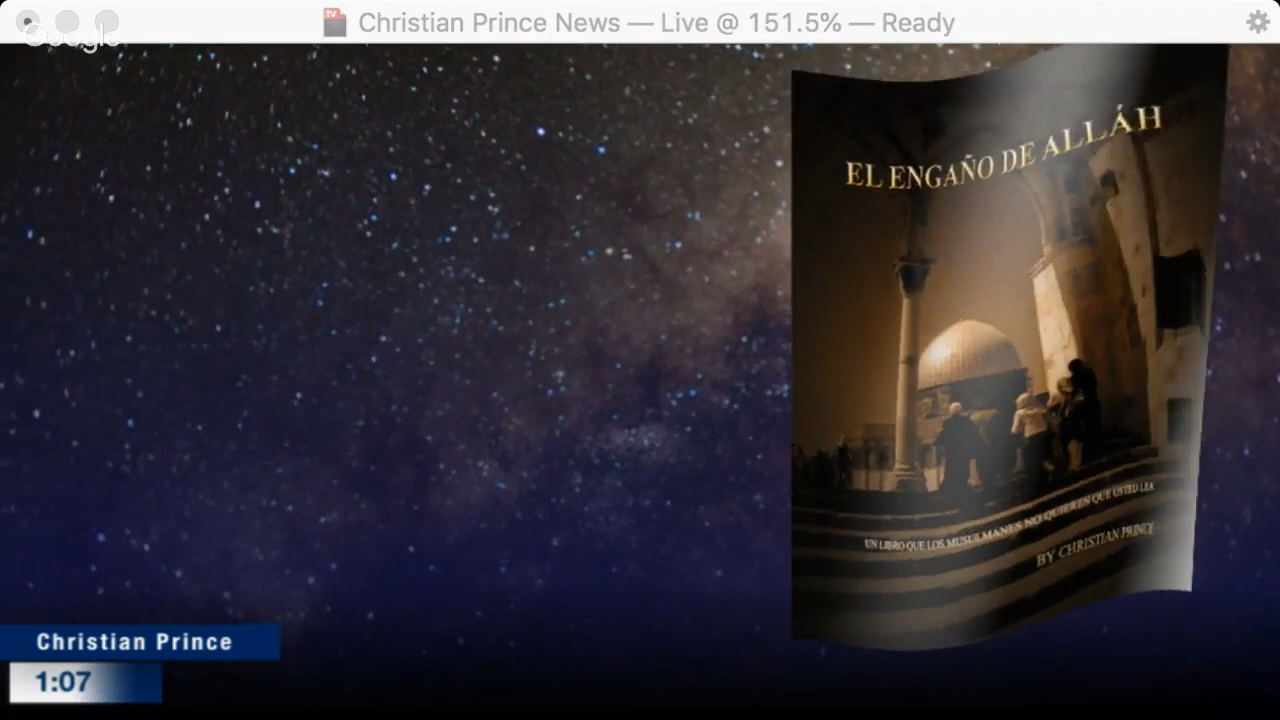 Christian Prince News — Live @ 151.5% — Ready
Google
EL ENGAÑO DE ALLÁH
UN LIBRO QUE LOS MUSULMANES NO QUIEREN QUE USTED LEA
BY CHRISTIAN PRINCE
Christian Prince
1:07